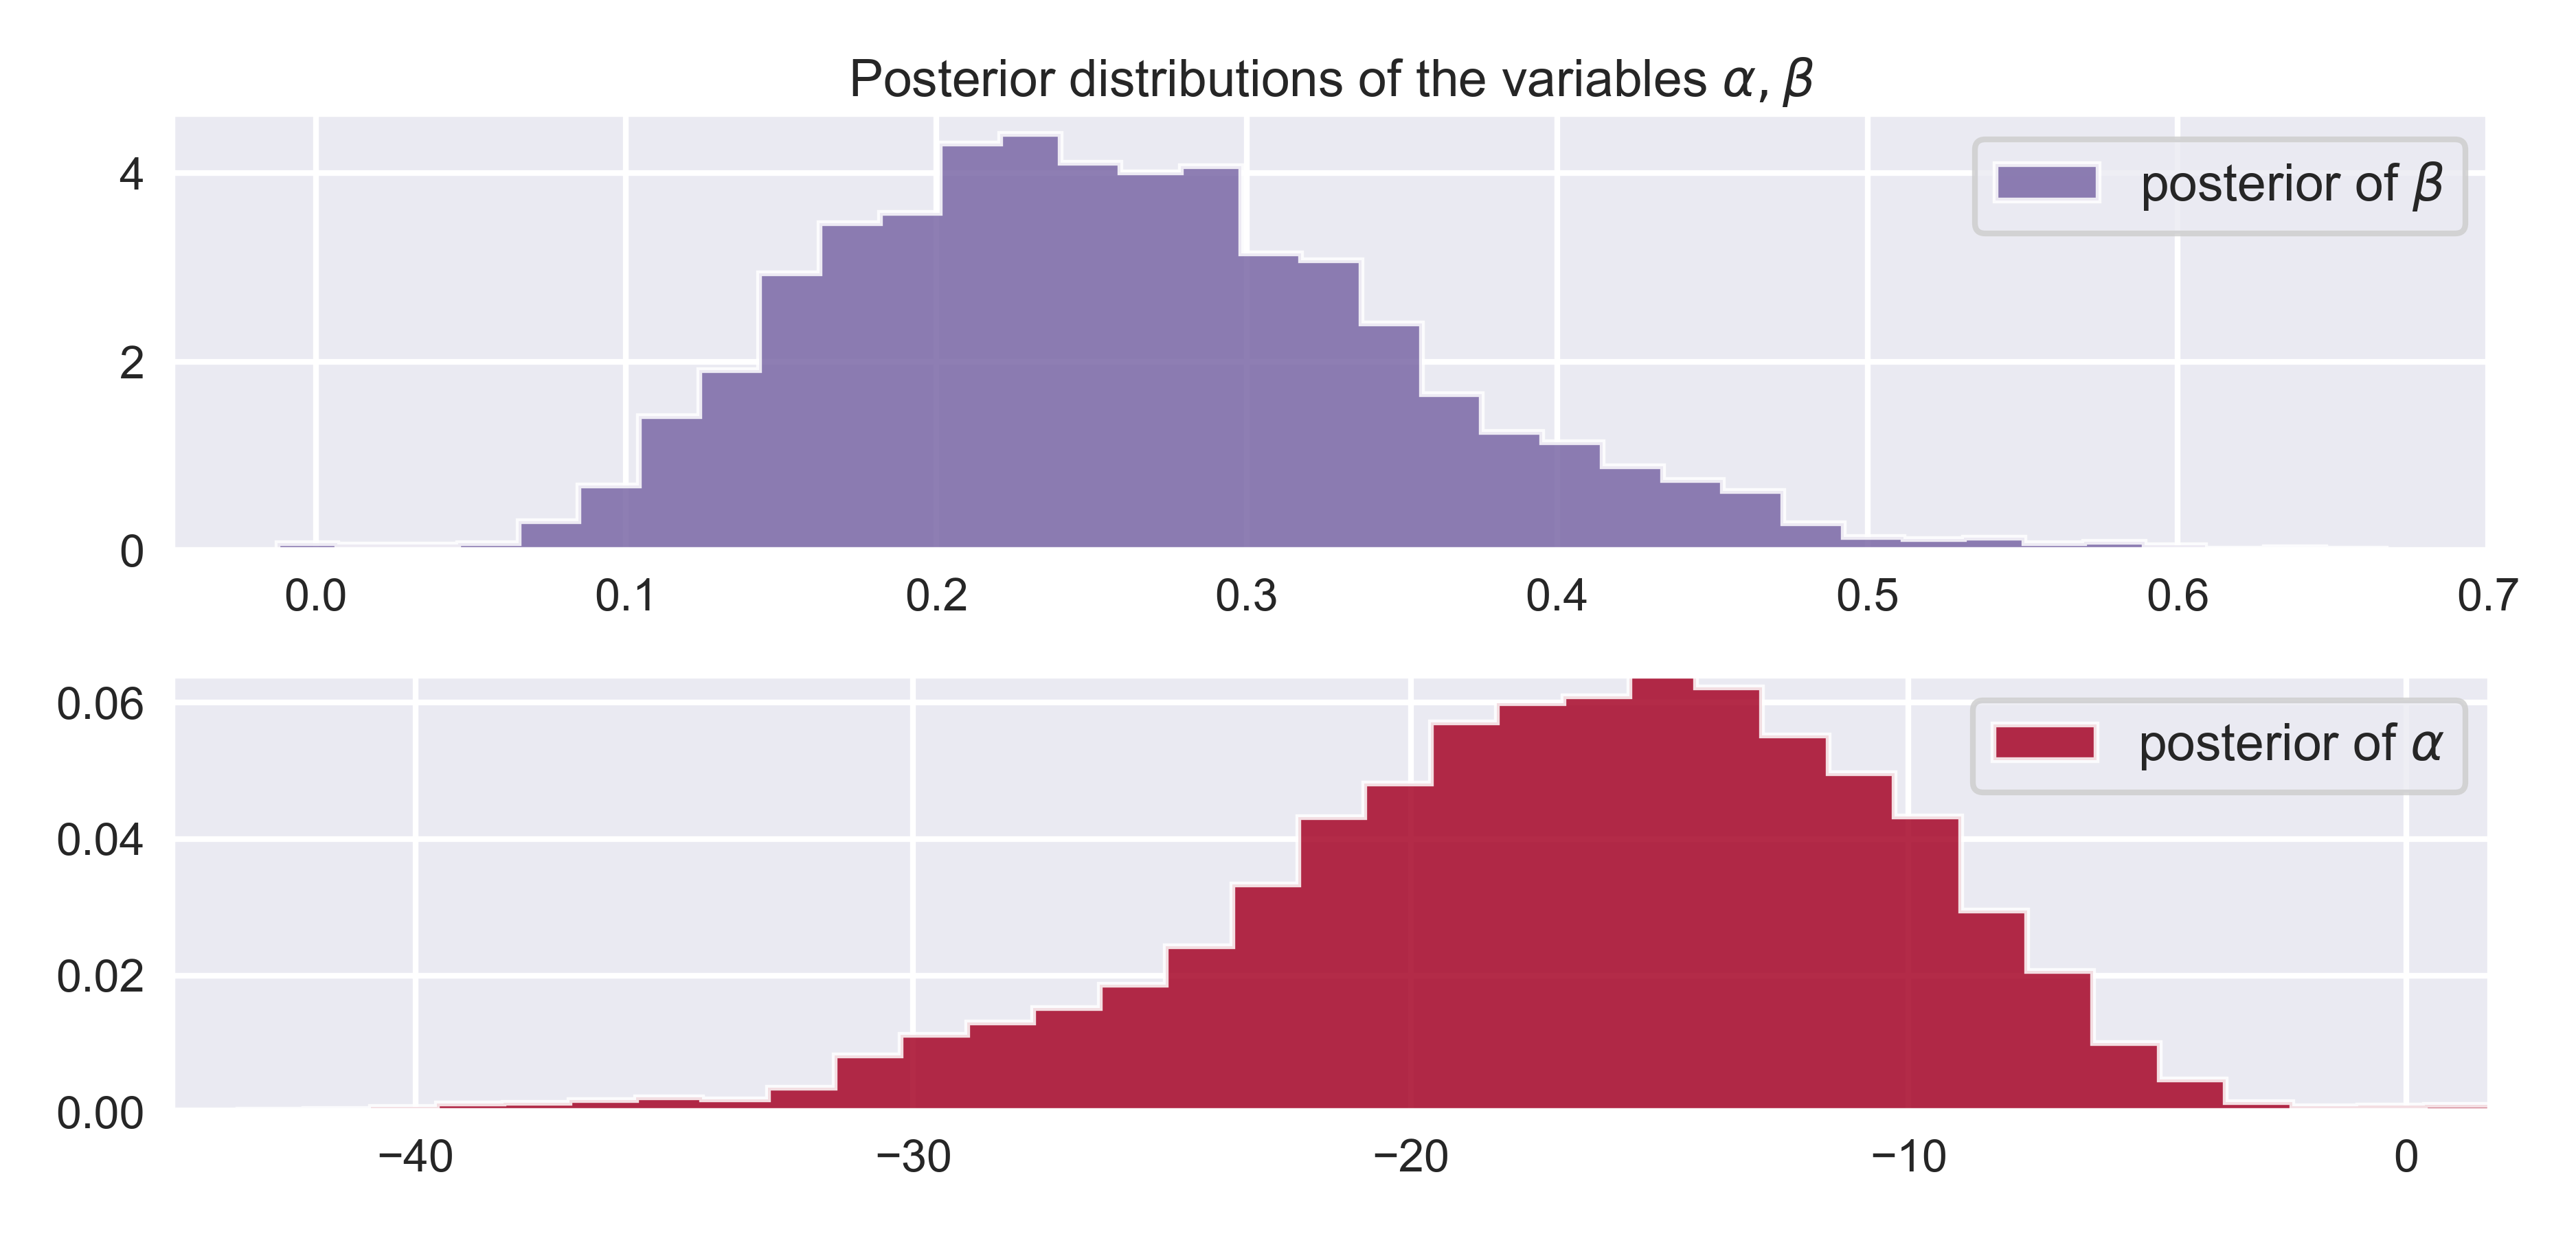 Posterior distributions of the variables α, β
posterior of β
4
2
0
0.0 0.1 0.2 0.3 0.4 0.5 0.6 0.7
posterior of α
0.06
0.04
0.02
0.00
−40 −30 −20 −10 0